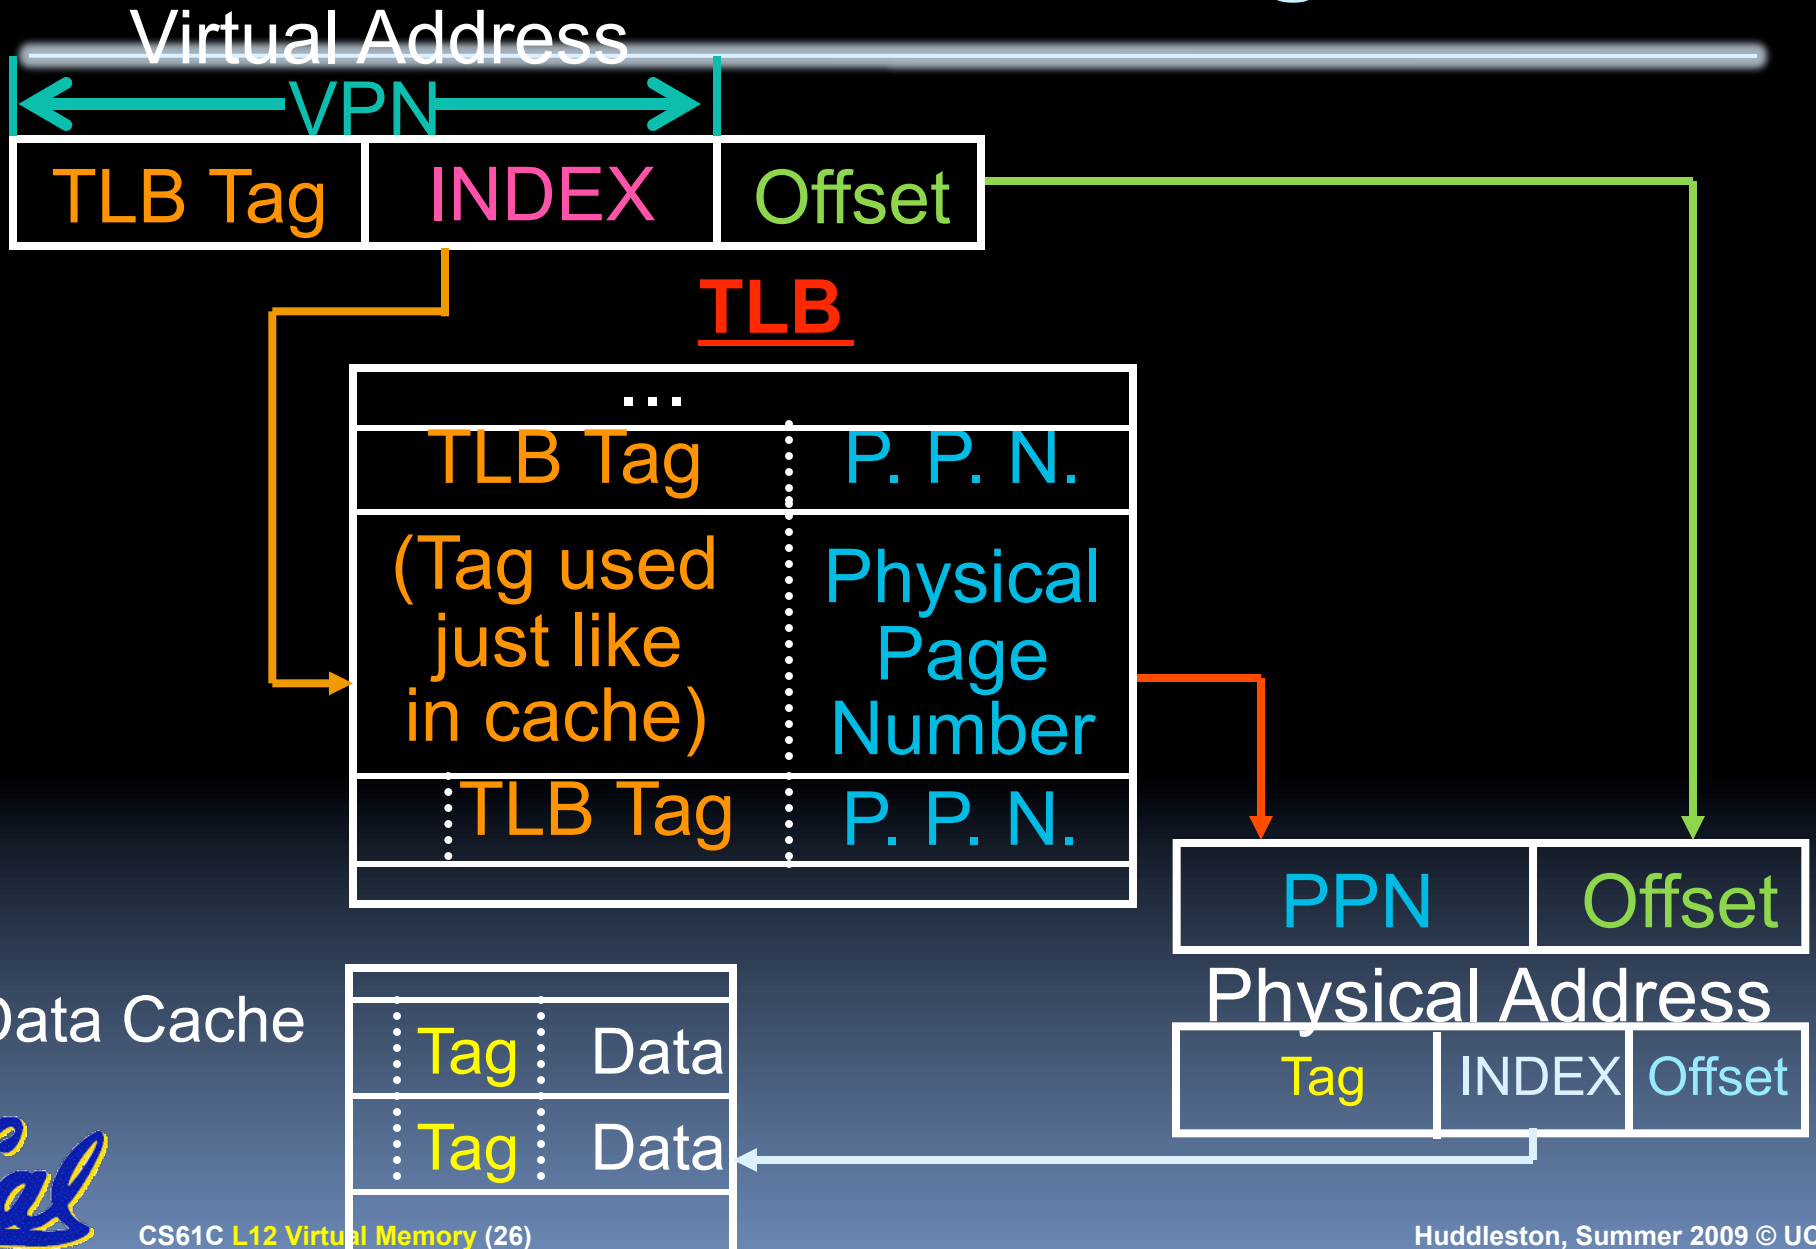 Virtual Address
VPN
TLB Tag INDEX Offset
TLB
...
TLB Tag P. P. N.
(Tag used
just like
in cache)
Physical
Page
Number
TLB Tag P. P. N.
PPN Offset
Physical Address
Tag INDEX Offset
Data Cache
Tag Data
Tag Data
Cal
CS61C L12 Virtual Memory (26)
Huddleston, Summer 2009 © UC